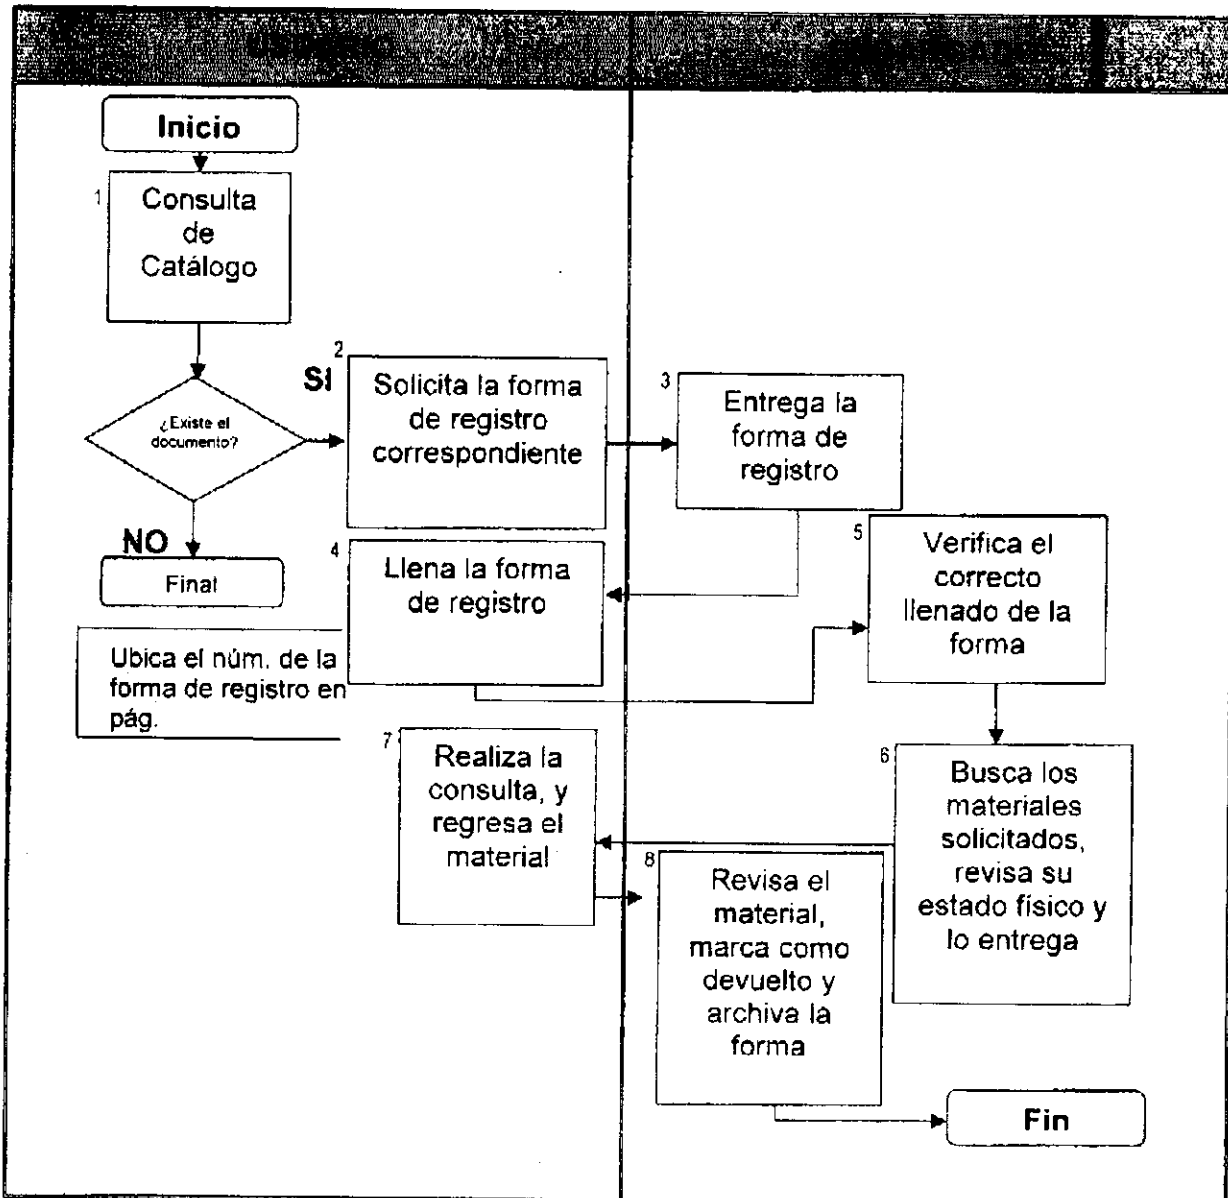 USUARIO
Inicio
1
Consulta
de
Catálogo
¿Existe el
documento?
SI
NO
Final
2
Solicita la forma
de registro
correspondiente
3
Entrega la
forma de
registro
4
Llena la forma
de registro
Ubica el núm. de la
forma de registro en
pág.
5
Verifica el
correcto
llenado de la
forma
6
Busca los
materiales
solicitados,
revisa su
estado físico y
lo entrega
7
Realiza la
consulta, y
regresa el
material
8
Revisa el
material,
marca como
devuelto y
archiva la
forma
Fin